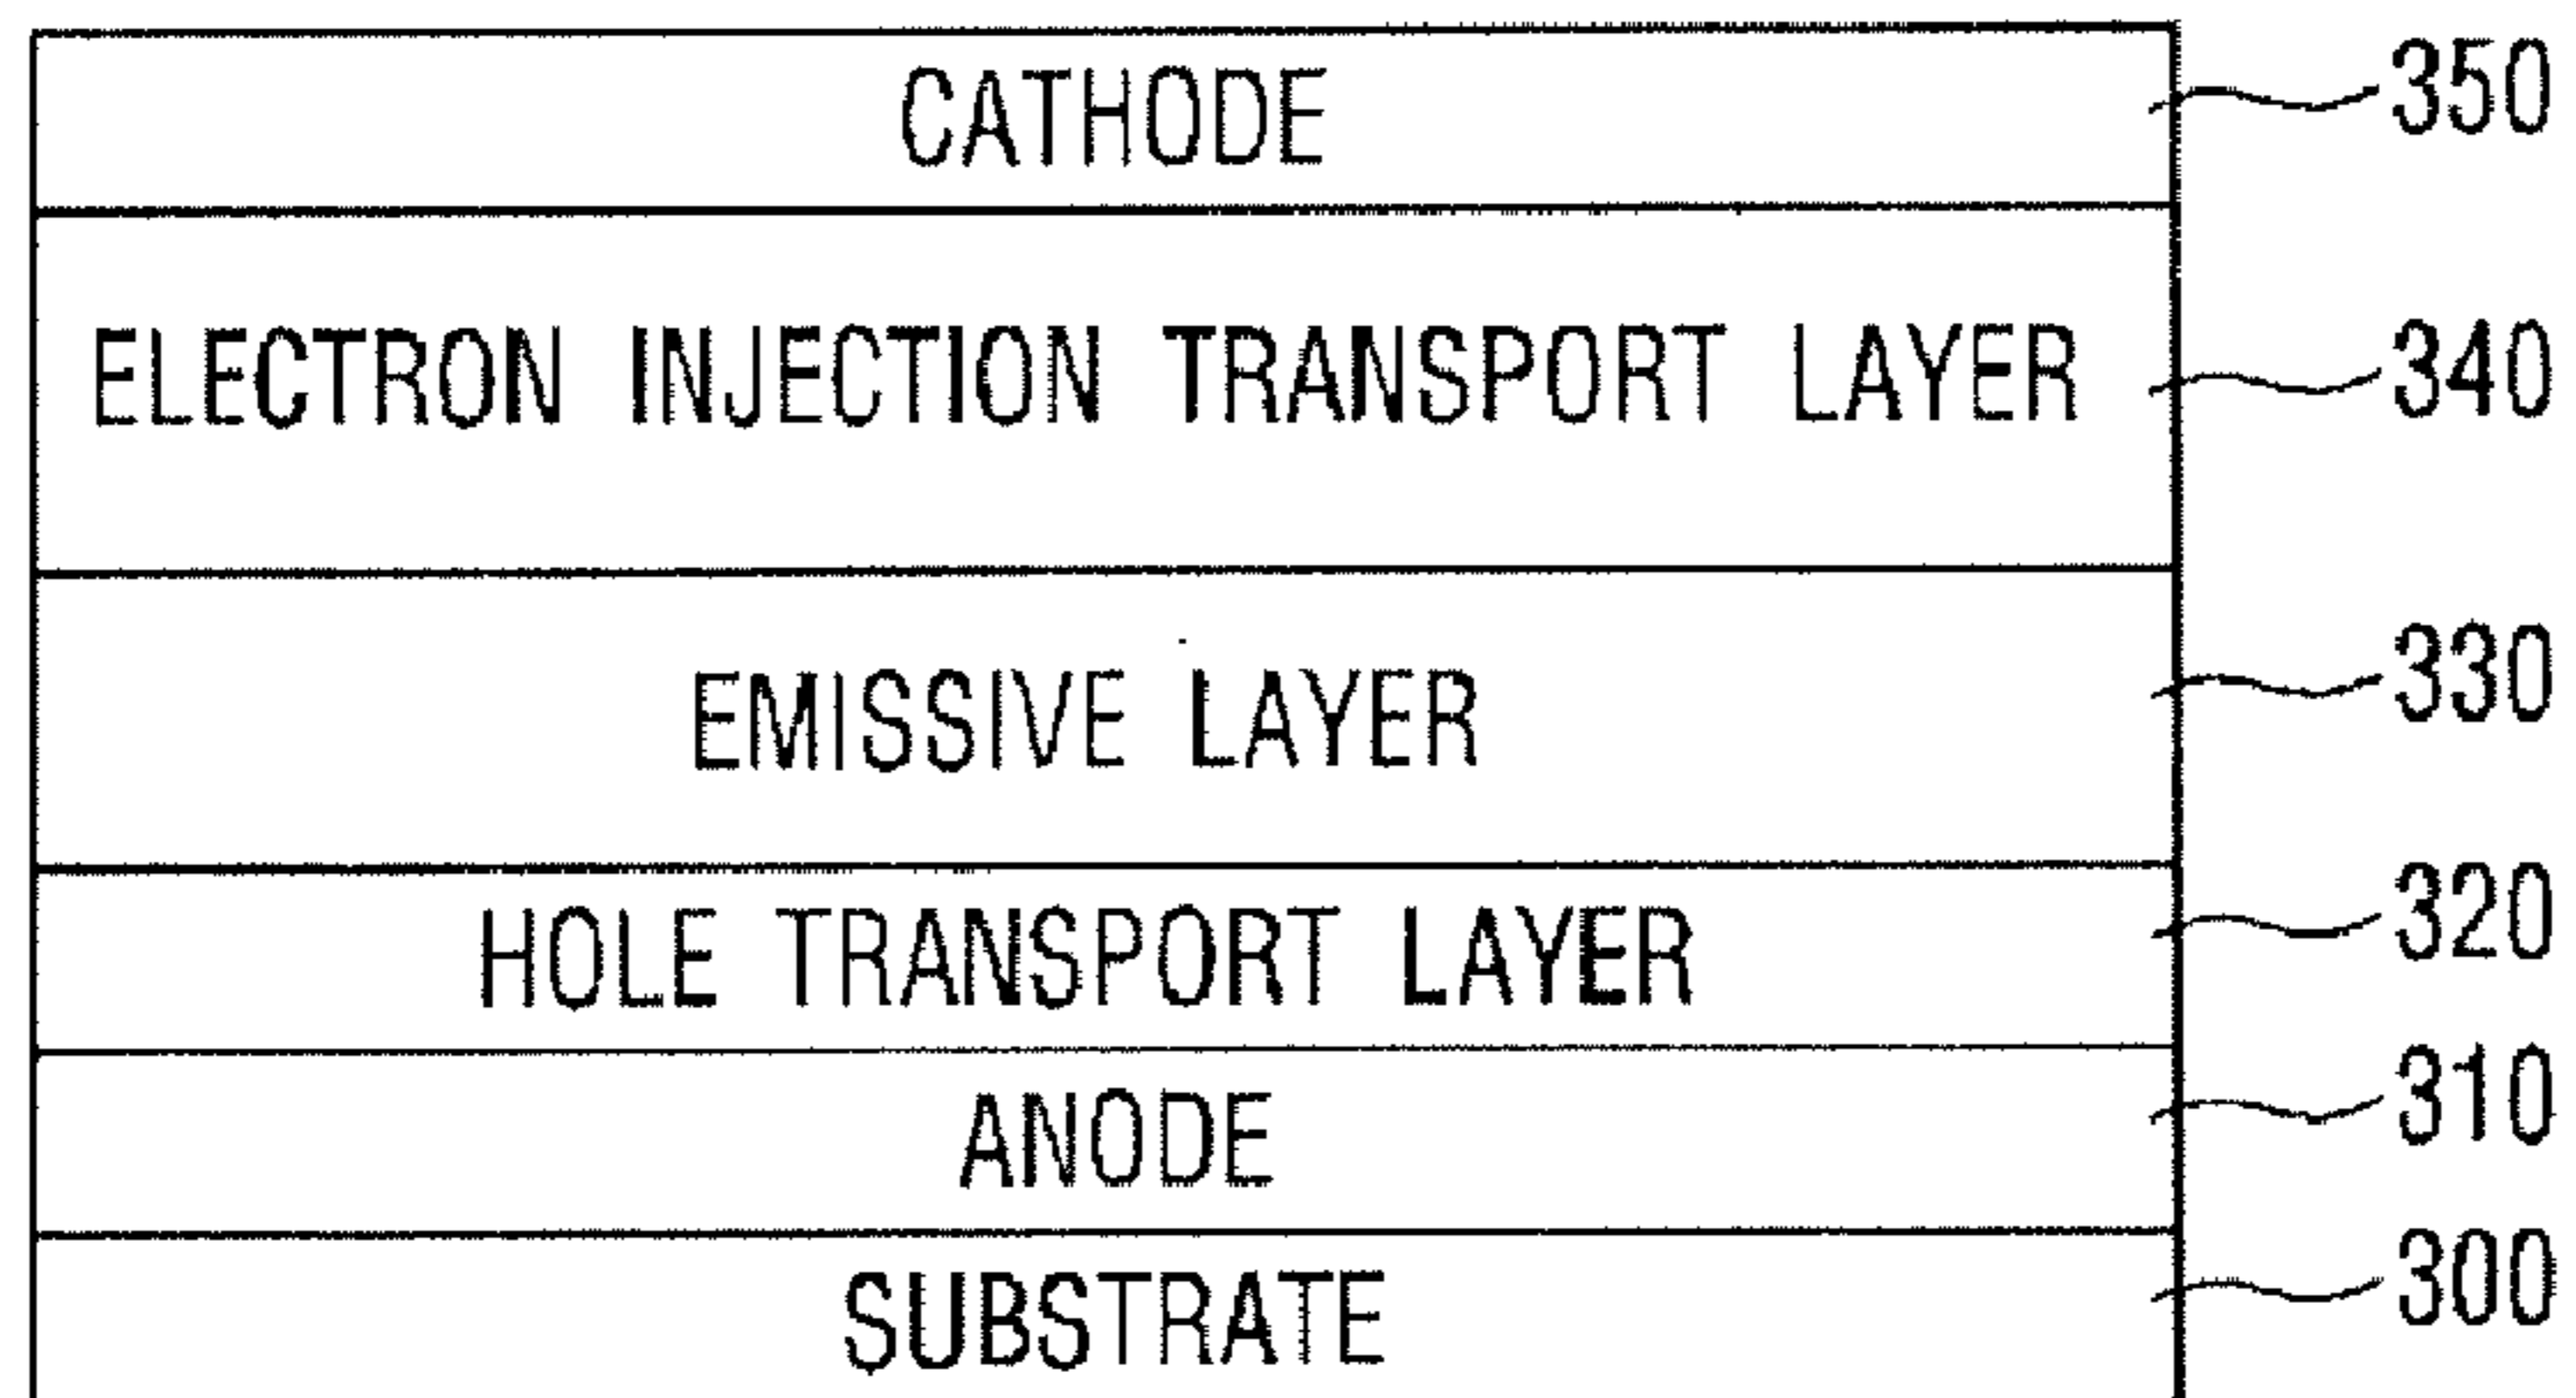 CATHODE 350
ELECTRON INJECTION TRANSPORT LAYER 340
EMISSIVE LAYER 330
HOLE TRANSPORT LAYER 320
ANODE 310
SUBSTRATE 300